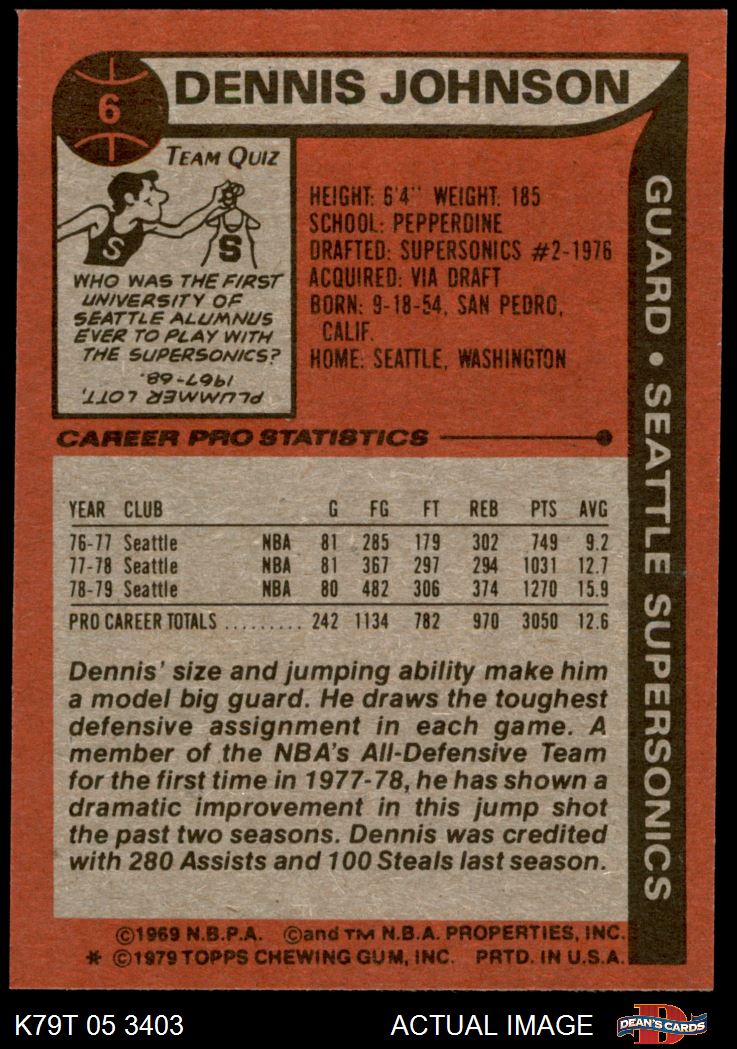 6
DENNIS JOHNSON
TEAM QUIZ
S
S
WHO WAS THE FIRST
UNIVERSITY OF
SEATTLE ALUMNUS
EVER TO PLAY WITH
THE SUPERSONICS?
PLUMMER LOTT,
1967-68.
HEIGHT: 6'4" WEIGHT: 185
SCHOOL: PEPPERDINE
DRAFTED: SUPERSONICS #2-1976
ACQUIRED: VIA DRAFT
BORN: 9-18-54, SAN PEDRO,
CALIF.
HOME: SEATTLE, WASHINGTON
GUARD • SEATTLE SUPERSONICS
CAREER PRO STATISTICS
YEAR CLUB G FG FT REB PTS AVG
76-77 Seattle NBA 81 285 179 302 749 9.2
77-78 Seattle NBA 81 367 297 294 1031 12.7
78-79 Seattle NBA 80 482 306 374 1270 15.9
PRO CAREER TOTALS ......... 242 1134 782 970 3050 12.6
Dennis' size and jumping ability make him
a model big guard. He draws the toughest
defensive assignment in each game. A
member of the NBA's All-Defensive Team
for the first time in 1977-78, he has shown a
dramatic improvement in this jump shot
the past two seasons. Dennis was credited
with 280 Assists and 100 Steals last season.
©1969 N.B.P.A. ©and TM N.B.A. PROPERTIES, INC.
* ©1979 TOPPS CHEWING GUM, INC. PRTD. IN U.S.A.
K79T 05 3403
ACTUAL IMAGE
D
DEAN'S CARDS